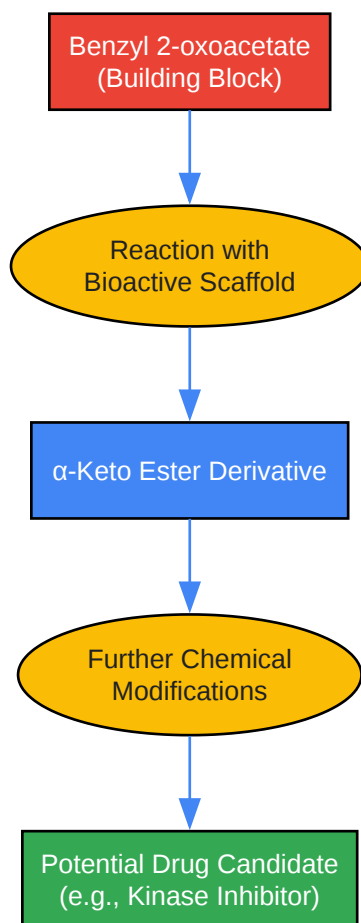 Benzyl 2-oxoacetate
(Building Block)
Reaction with
Bioactive Scaffold
α-Keto Ester Derivative
Further Chemical
Modifications
Potential Drug Candidate
(e.g., Kinase Inhibitor)